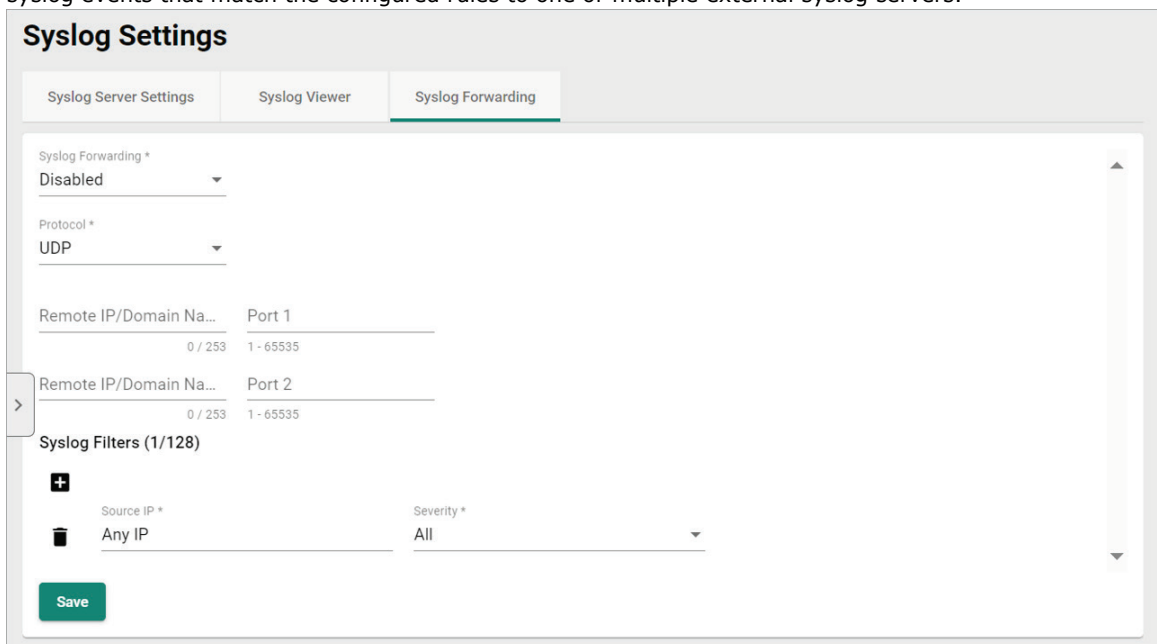 syslog events that match the configured rules to one or multiple external syslog servers.
Syslog Settings
Syslog Server Settings Syslog Viewer Syslog Forwarding
Syslog Forwarding *
Disabled
Protocol *
UDP
Remote IP/Domain Na... Port 1
0 / 253 1 - 65535
Remote IP/Domain Na... Port 2
0 / 253 1 - 65535
Syslog Filters (1/128)
Source IP * Severity *
Any IP All
Save